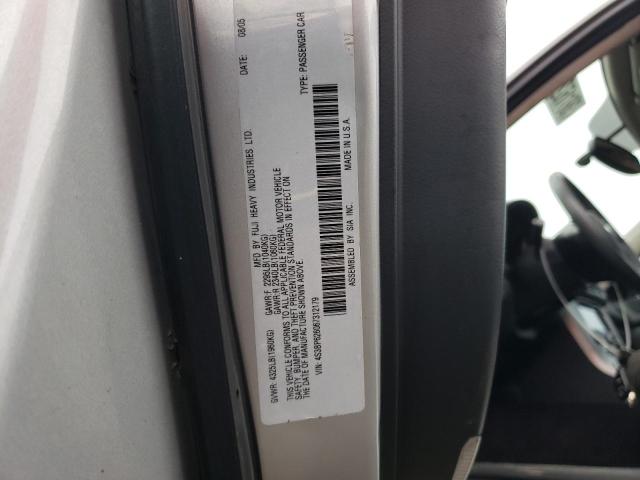 MFD BY FUJI HEAVY INDUSTRIES LTD. DATE: 08/05
GVWR: 4325LB(1960KG) GAWR:F 2295LB(1040KG)
GAWR:R 2340LB(1060KG)
THIS VEHICLE CONFORMS TO ALL APPLICABLE FEDERAL MOTOR VEHICLE
SAFETY, BUMPER, AND THEFT PREVENTION STANDARDS IN EFFECT ON
THE DATE OF MANUFACTURE SHOWN ABOVE.
VIN: 4S3BP626067312179 TYPE: PASSENGER CAR
ASSEMBLED BY SIA INC. MADE IN U.S.A.